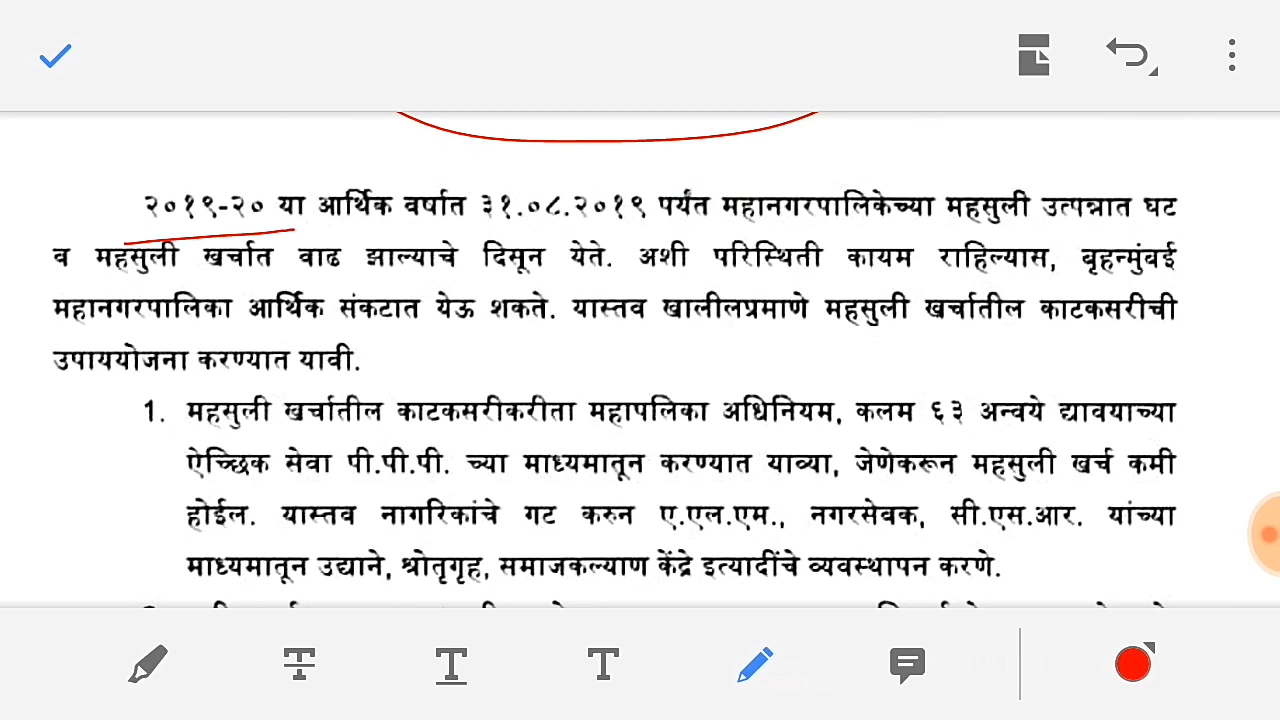 २०१९-२० या आर्थिक वर्षात ३१.०८.२०१९ पर्यंत महानगरपालिकेच्या महसुली उत्पन्नात घट
व महसुली खर्चात वाढ झाल्याचे दिसून येते. अशी परिस्थिती कायम राहिल्यास, बृहन्मुंबई
महानगरपालिका आर्थिक संकटात येऊ शकते. यास्तव खालीलप्रमाणे महसुली खर्चातील काटकसरीची
उपाययोजना करण्यात यावी.
1. महसुली खर्चातील काटकसरीकरीता महापलिका अधिनियम, कलम ६३ अन्वये द्यावयाच्या
ऐच्छिक सेवा पी.पी.पी. च्या माध्यमातून करण्यात याव्या, जेणेकरून महसुली खर्च कमी
होईल. यास्तव नागरिकांचे गट करुन ए.एल.एम., नगरसेवक, सी.एस.आर. यांच्या
माध्यमातून उद्याने, श्रोतृगृह, समाजकल्याण केंद्रे इत्यादींचे व्यवस्थापन करणे.